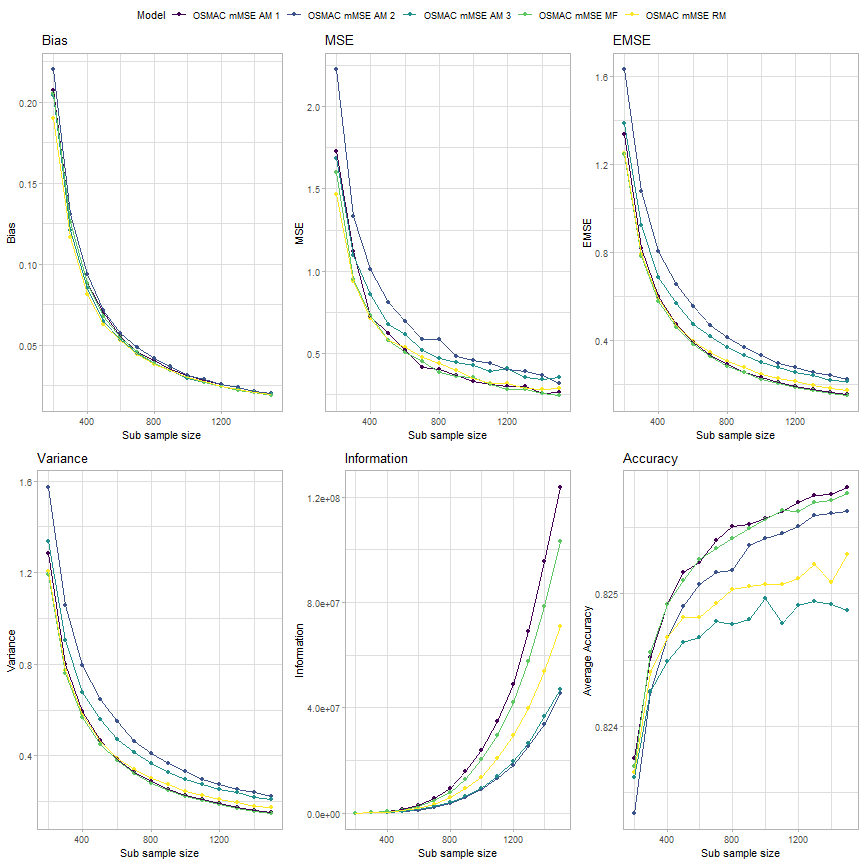 Model OSMAC mMSE AM 1 OSMAC mMSE AM 2 OSMAC mMSE AM 3 OSMAC mMSE MF OSMAC mMSE RM
Bias
0.20
0.15
0.10
0.05
Bias
400 800 1200
Sub sample size
MSE
2.0
1.5
1.0
0.5
MSE
400 800 1200
Sub sample size
EMSE
1.6
1.2
0.8
0.4
EMSE
400 800 1200
Sub sample size
Variance
1.6
1.2
0.8
0.4
Variance
400 800 1200
Sub sample size
Information
1.2e+08
8.0e+07
4.0e+07
0.0e+00
Information
400 800 1200
Sub sample size
Accuracy
0.825
0.824
Average Accuracy
400 800 1200
Sub sample size